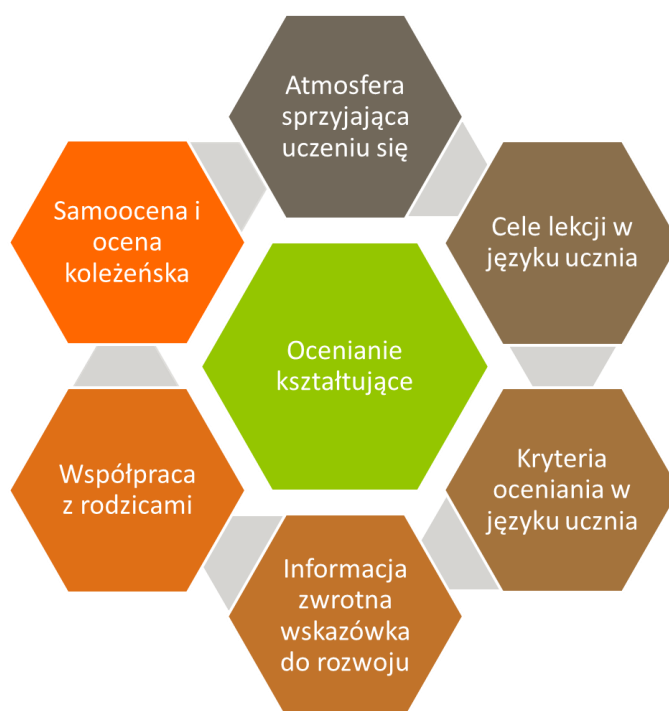 Atmosfera
sprzyjająca
uczeniu się
Cele lekcji w
języku ucznia
Kryteria
oceniania w
języku ucznia
Informacja
zwrotna
wskazówka
do rozwoju
Współpraca
z rodzicami
Samoocena i
ocena
koleżeńska
Ocenianie
kształtujące